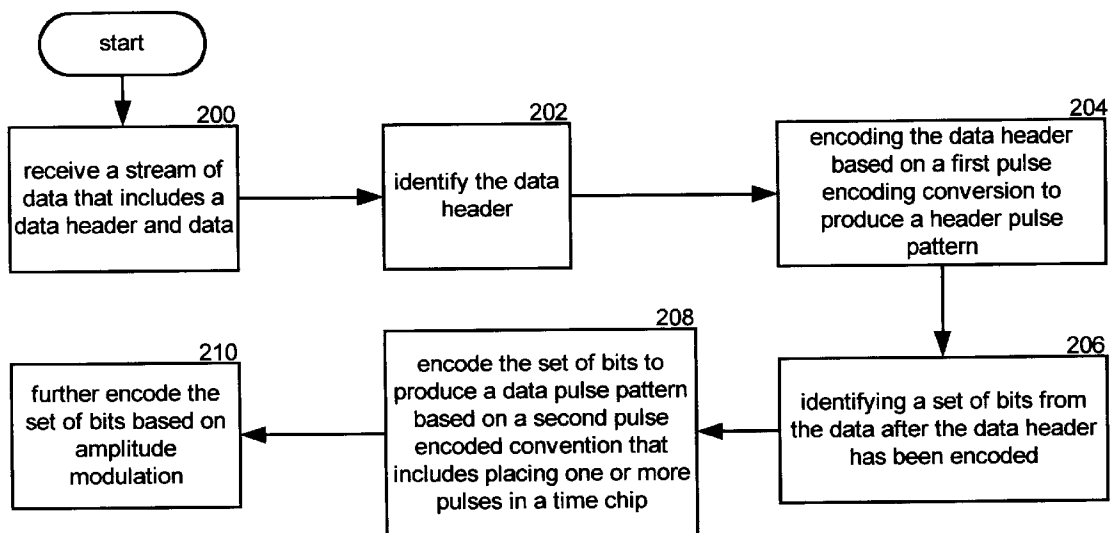 start
200
receive a stream of
data that includes a
data header and data
202
identify the data
header
204
encoding the data header
based on a first pulse
encoding conversion to
produce a header pulse
pattern
206
identifying a set of bits from
the data after the data header
has been encoded
208
encode the set of bits to
produce a data pulse pattern
based on a second pulse
encoded convention that
includes placing one or more
pulses in a time chip
210
further encode the
set of bits based on
amplitude
modulation